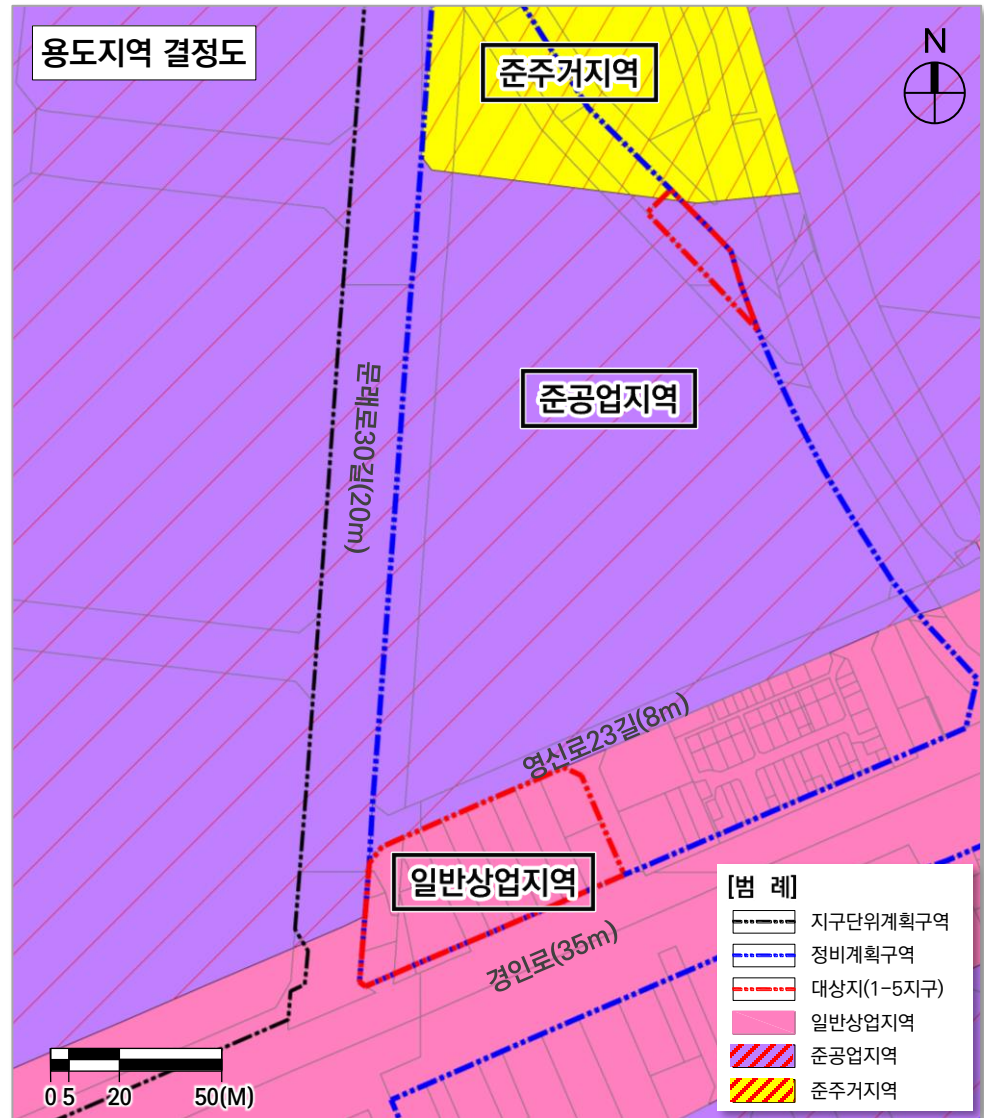 용도지역 결정도
준주거지역
N
준공업지역
문래로30길(20m)
영신로23길(8m)
일반상업지역
경인로(35m)
[범 례]
지구단위계획구역
정비계획구역
대상지(1-5지구)
일반상업지역
준공업지역
준주거지역
0 5 20 50(M)